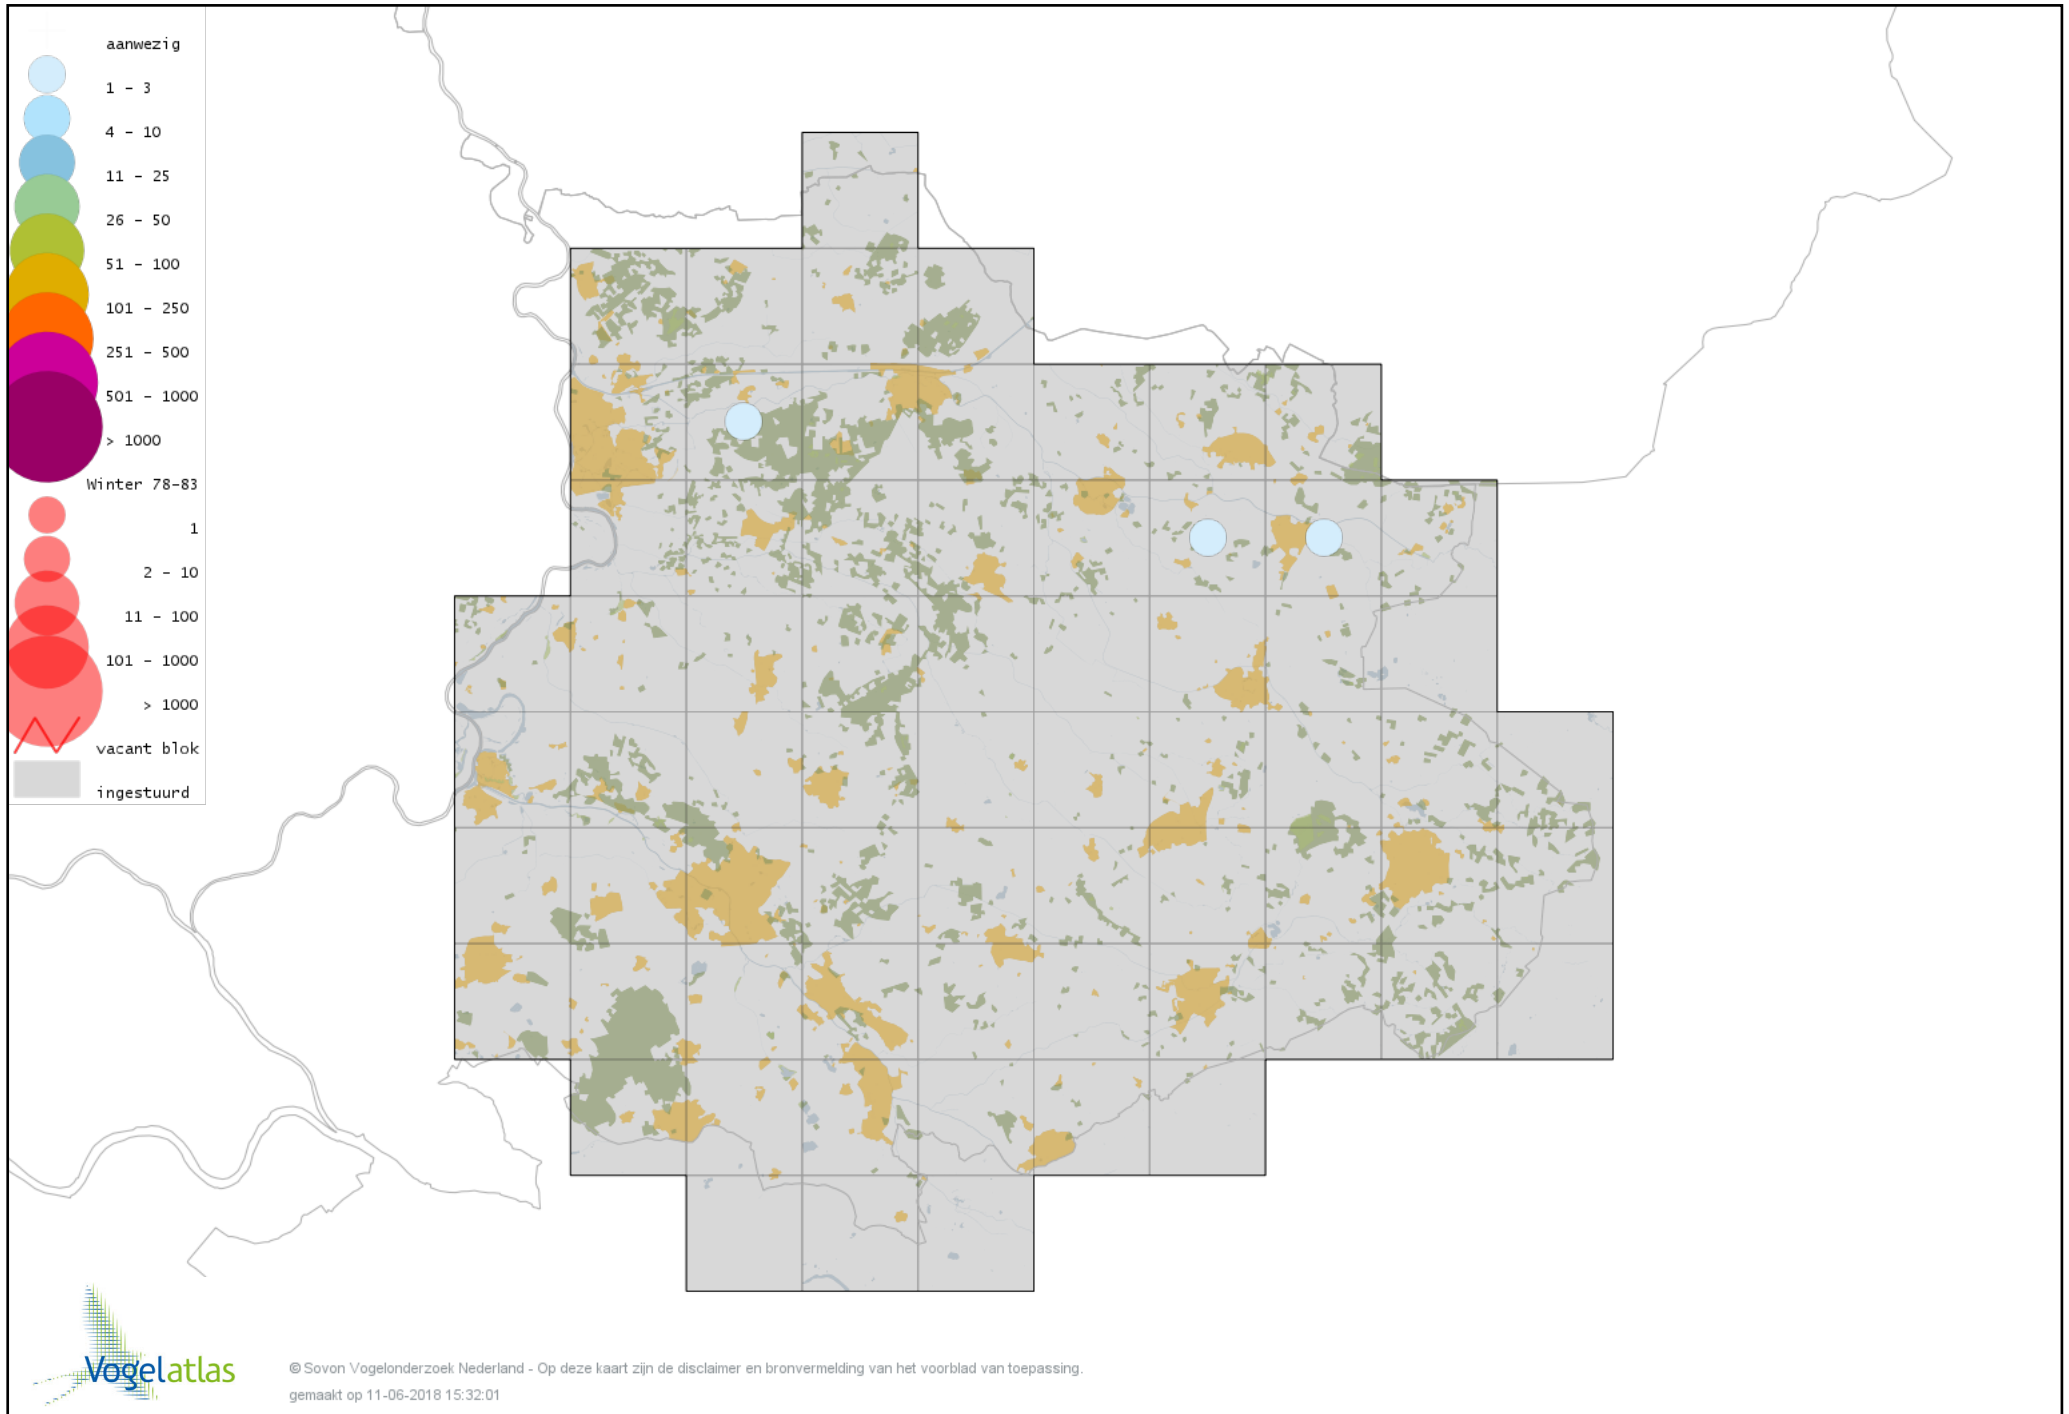 aanwezig
1 - 3
4 - 10
11 - 25
26 - 50
51 - 100
101 - 250
251 - 500
501 - 1000
> 1000
Winter 78-83
1
2 - 10
11 - 100
101 - 1000
> 1000
vacant blok
ingestuurd
Vogelatlas
© Sovon Vogelonderzoek Nederland - Op deze kaart zijn de disclaimer en bronvermelding van het voorblad van toepassing.
gemaakt op 11-06-2018 15:32:01